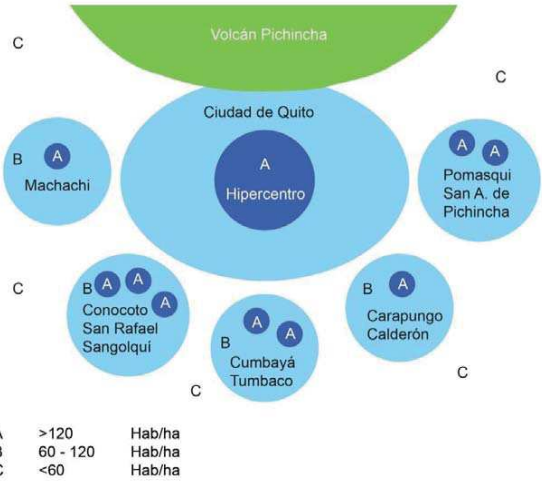 Volcán Pichincha
C
C
Ciudad de Quito
A
Hipercentro
B
A
Machachi
A
A
Pomasqui
San A. de
Pichincha
C
B
A
A
A
Conocoto
San Rafael
Sangolquí
A
A
B
Cumbayá
Tumbaco
B
A
Carapungo
Calderón
C
C
A >120 Hab/ha
B 60 - 120 Hab/ha
C <60 Hab/ha